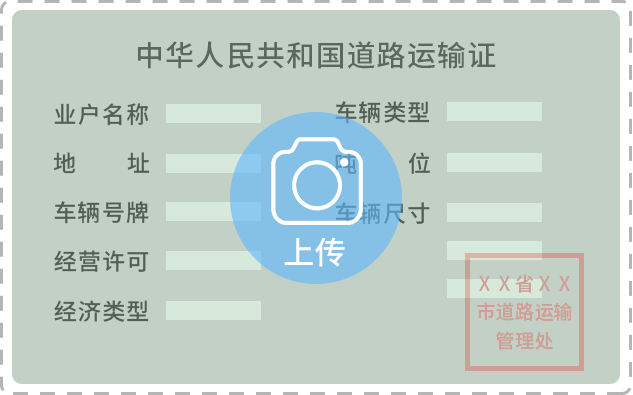 中华人民共和国道路运输证
业户名称
车辆类型
地 址
吨 位
车辆号牌
车辆尺寸
经营许可
经济类型
上传
X X 省 X X
市道路运输
管理处